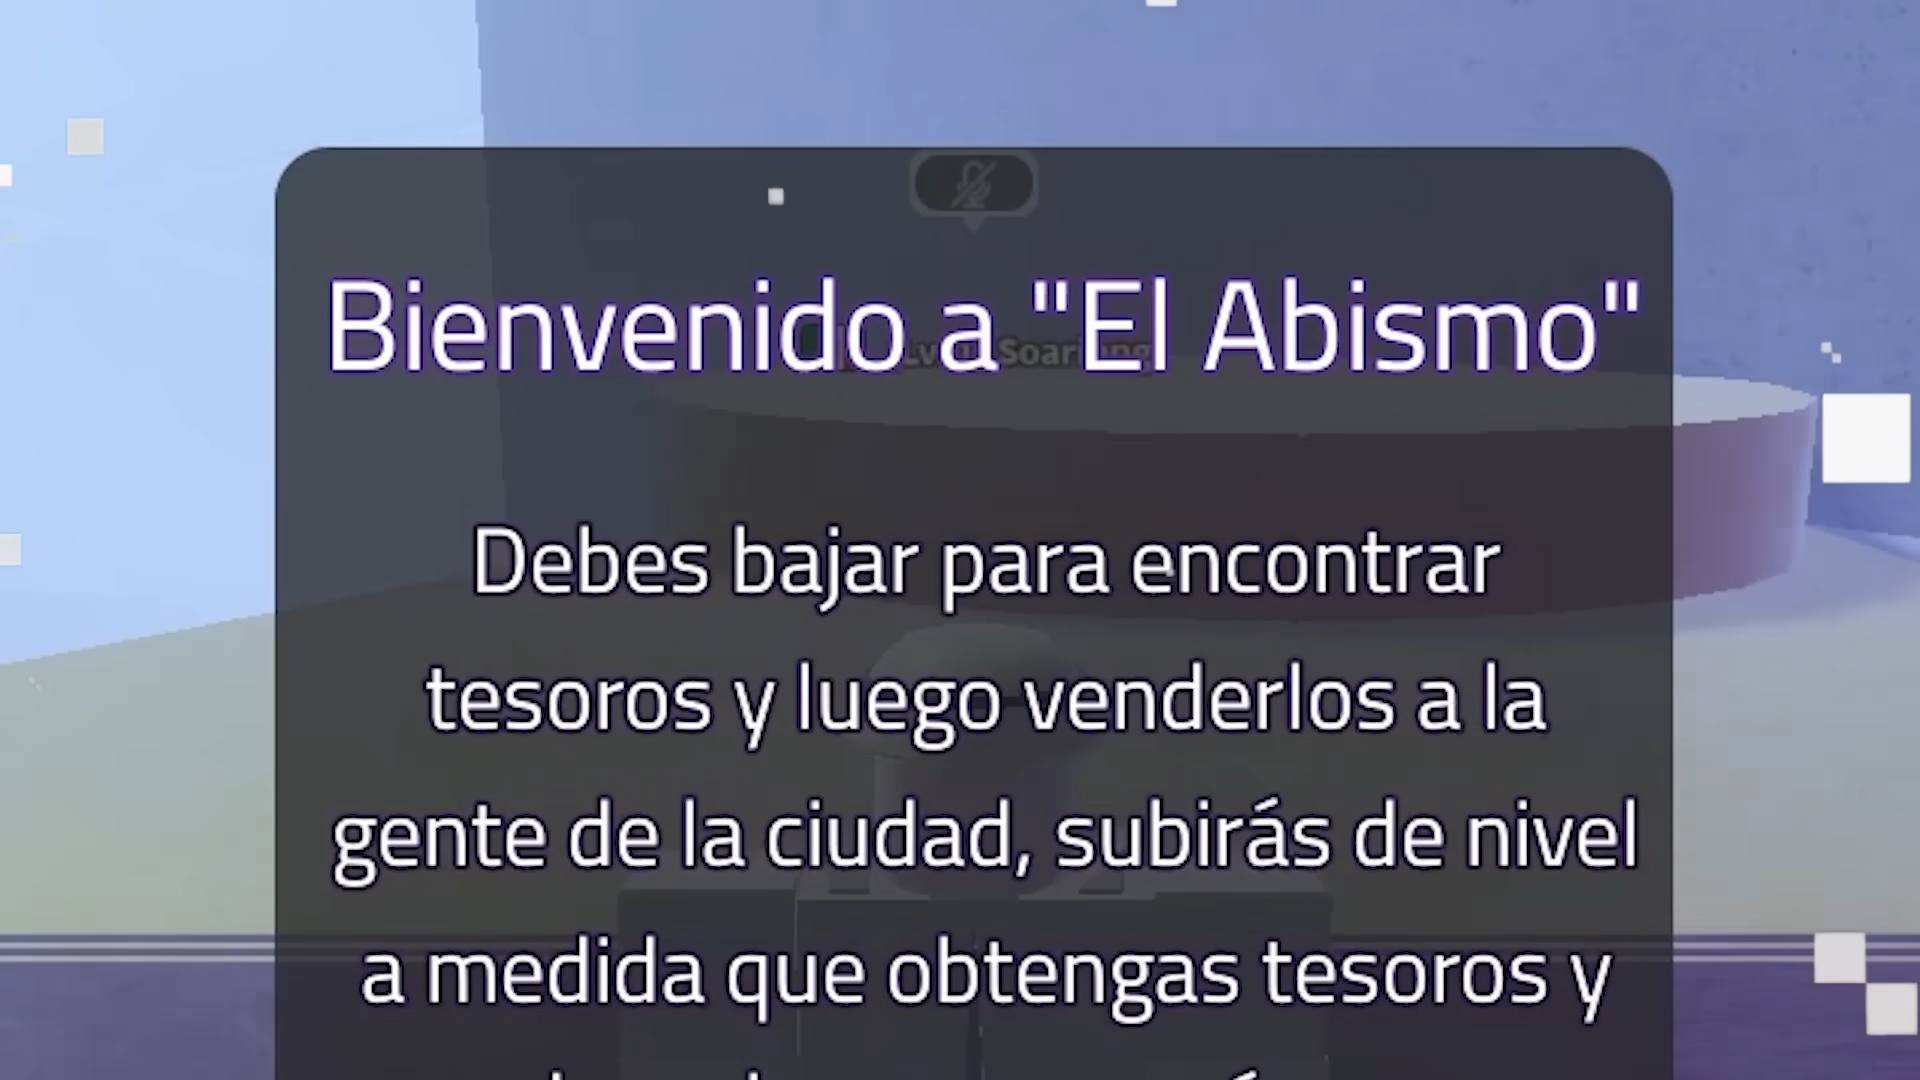 Bienvenido a "El Abismo"
Debes bajar para encontrar
tesoros y luego venderlos a la
gente de la ciudad, subirás de nivel
a medida que obtengas tesoros y